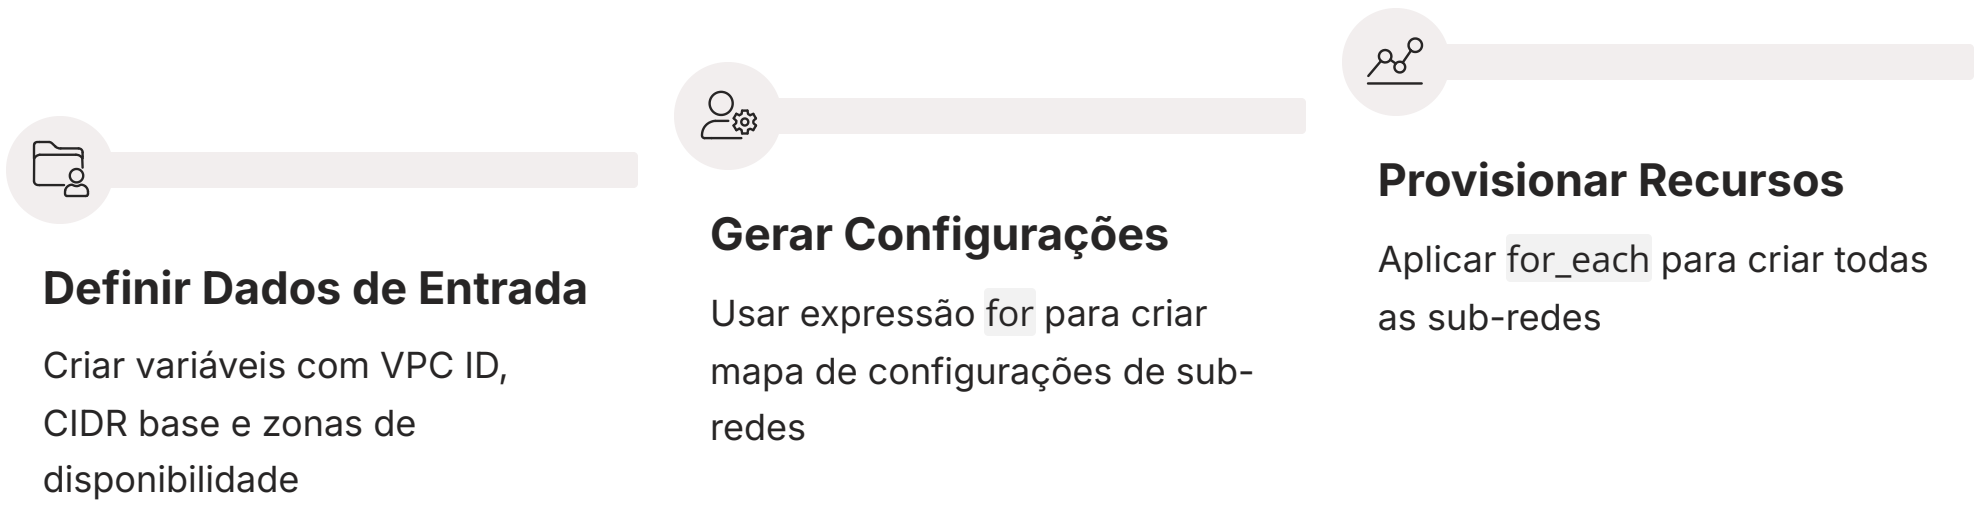 Definir Dados de Entrada
Criar variáveis com VPC ID,
CIDR base e zonas de
disponibilidade
Gerar Configurações
Usar expressão for para criar
mapa de configurações de sub-
redes
Provisionar Recursos
Aplicar for_each para criar todas
as sub-redes